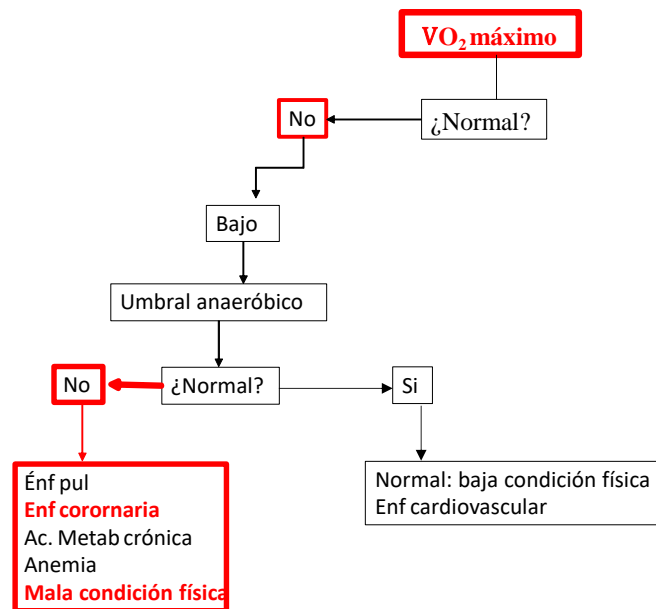 VO₂ máximo
¿Normal?
No
Bajo
Umbral anaeróbico
¿Normal?
No
Si
Énf pul
Enf corornaria
Ac. Metab crónica
Anemia
Mala condición física
Normal: baja condición física
Enf cardiovascular